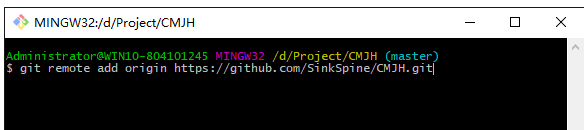 MINGW32:/d/Project/CMJH
Administrator@WIN10-804101245 MINGW32 /d/Project/CMJH (master)
$ git remote add origin https://github.com/SinkSpine/CMJH.git